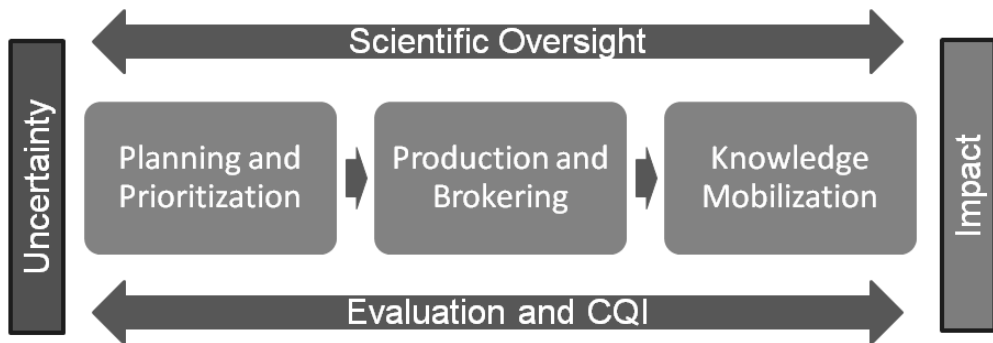 Scientific Oversight
Uncertainty
Planning and
Prioritization
Production and
Brokering
Knowledge
Mobilization
Impact
Evaluation and CQI